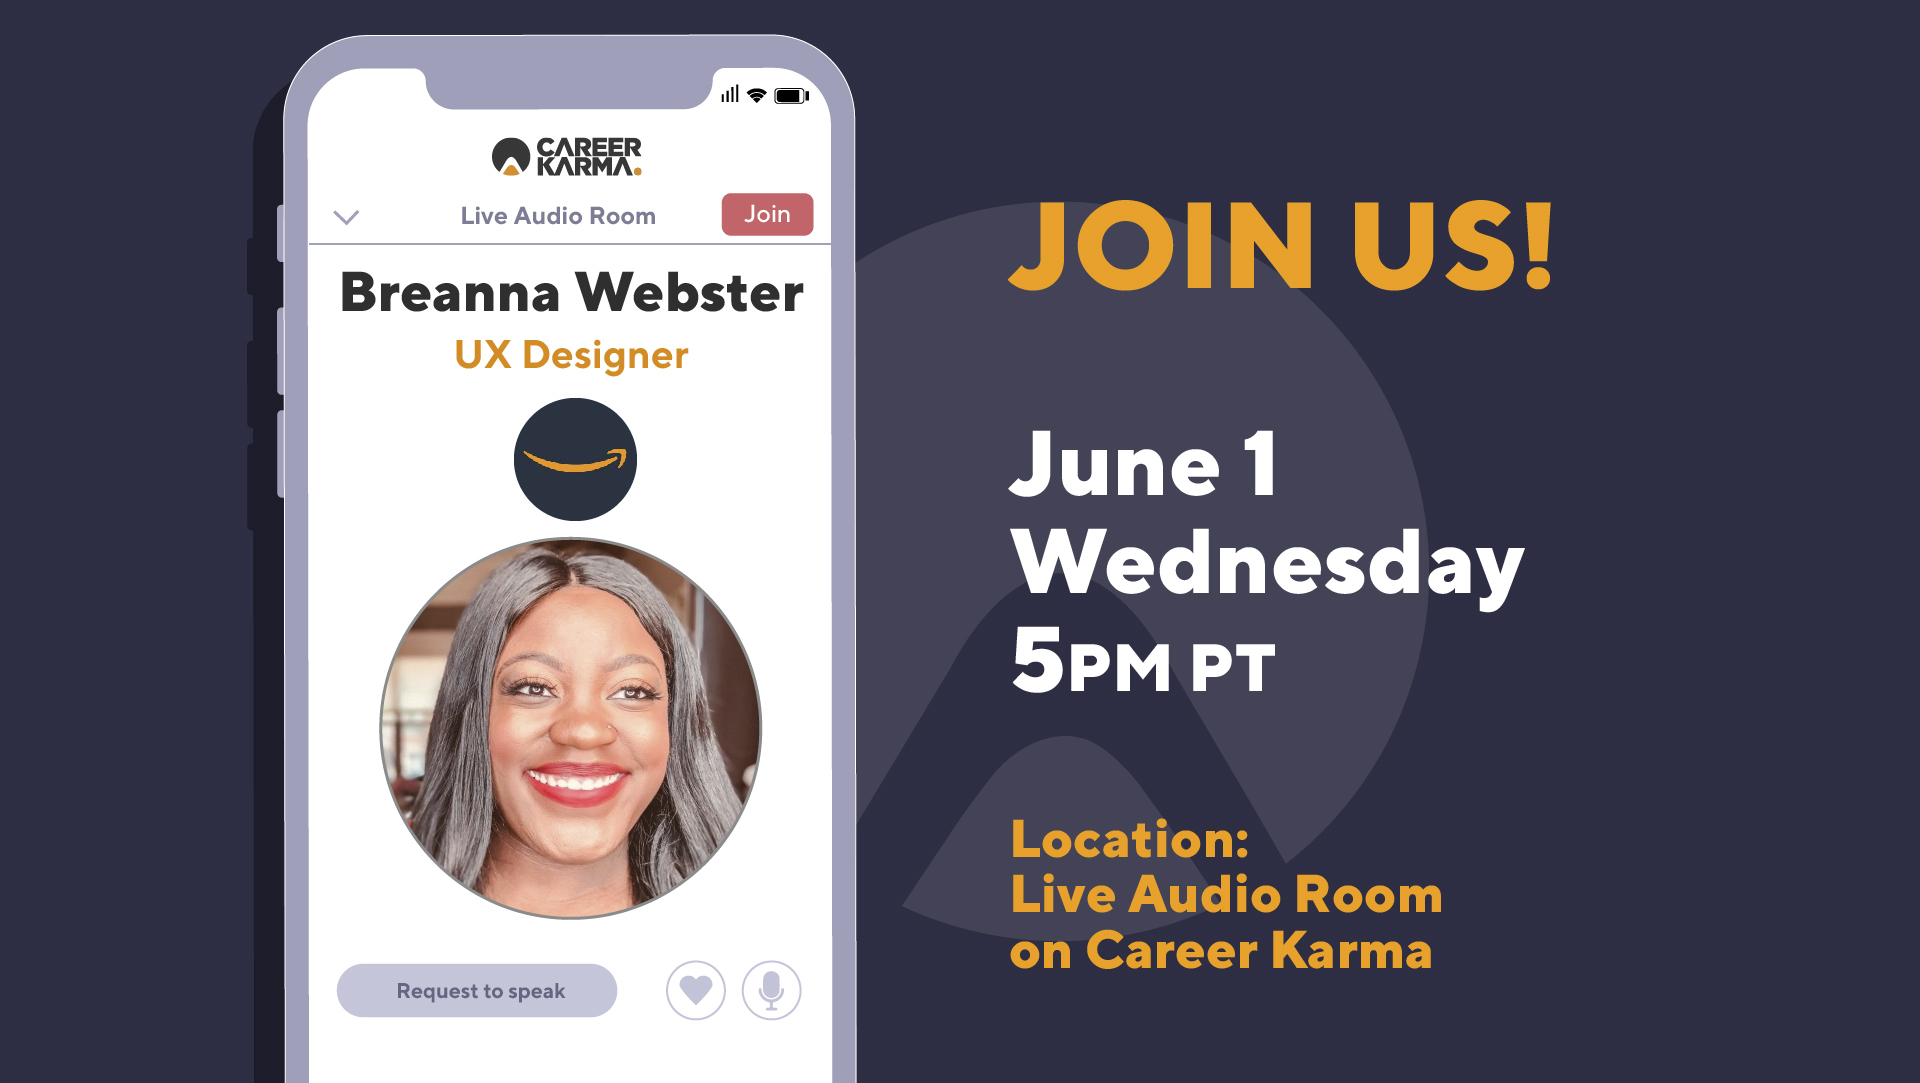 CAREER
KARMA.
Live Audio Room
Join
Breanna Webster
UX Designer
Request to speak
JOIN US!
June 1
Wednesday
5PM PT
Location:
Live Audio Room
on Career Karma